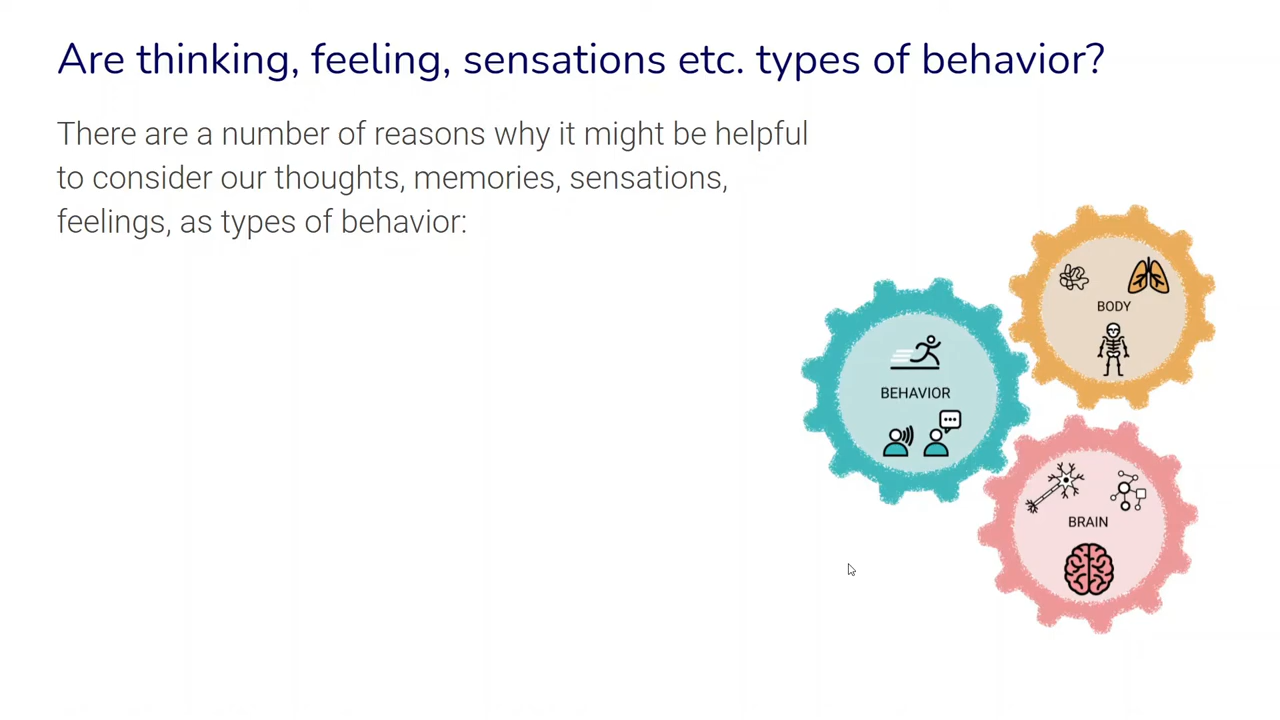 Are thinking, feeling, sensations etc. types of behavior?
There are a number of reasons why it might be helpful
to consider our thoughts, memories, sensations,
feelings, as types of behavior:
BODY
BEHAVIOR
BRAIN